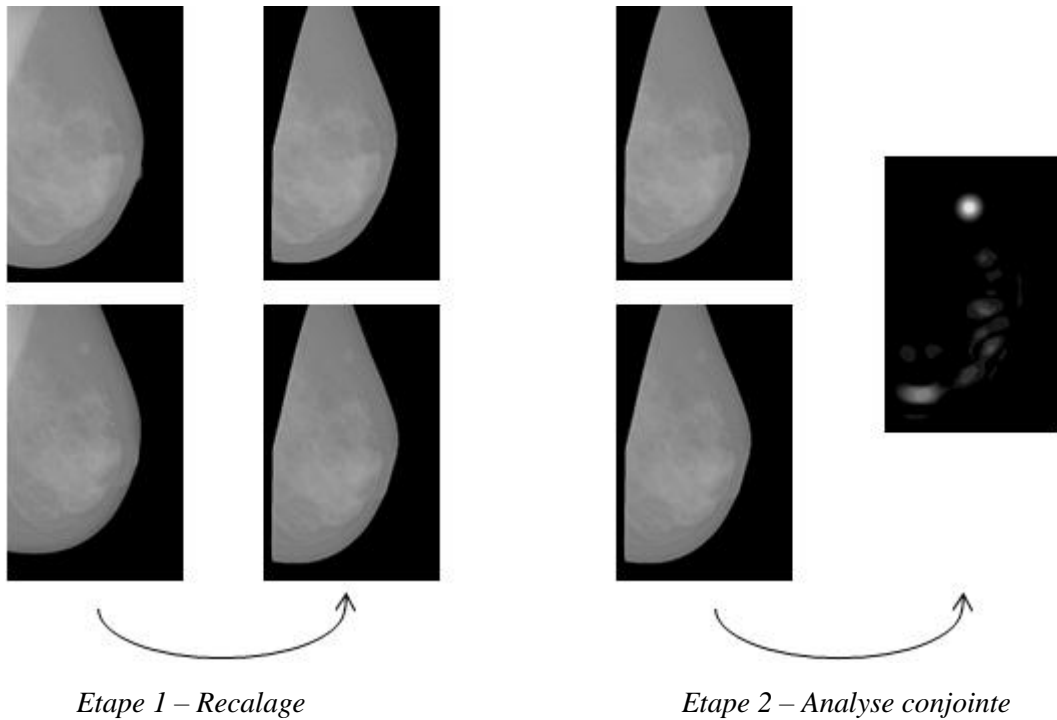 Etape 1 – Recalage
Etape 2 – Analyse conjointe